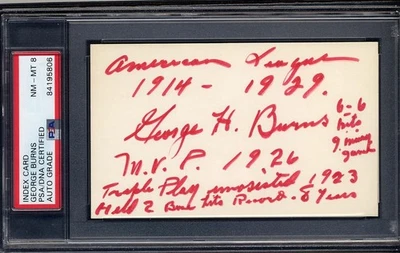 INDEX CARD
GEORGE BURNS
PSA/DNA CERTIFIED
AUTO GRADE
NM - MT 8
84195806
PSA
American League
1914 - 1929.
George H. Burns
6-6
hits
9 inning
game
M.V.P. 1926
Triple Play unassisted 1923
Held 2 Base hits Record. 8 Years